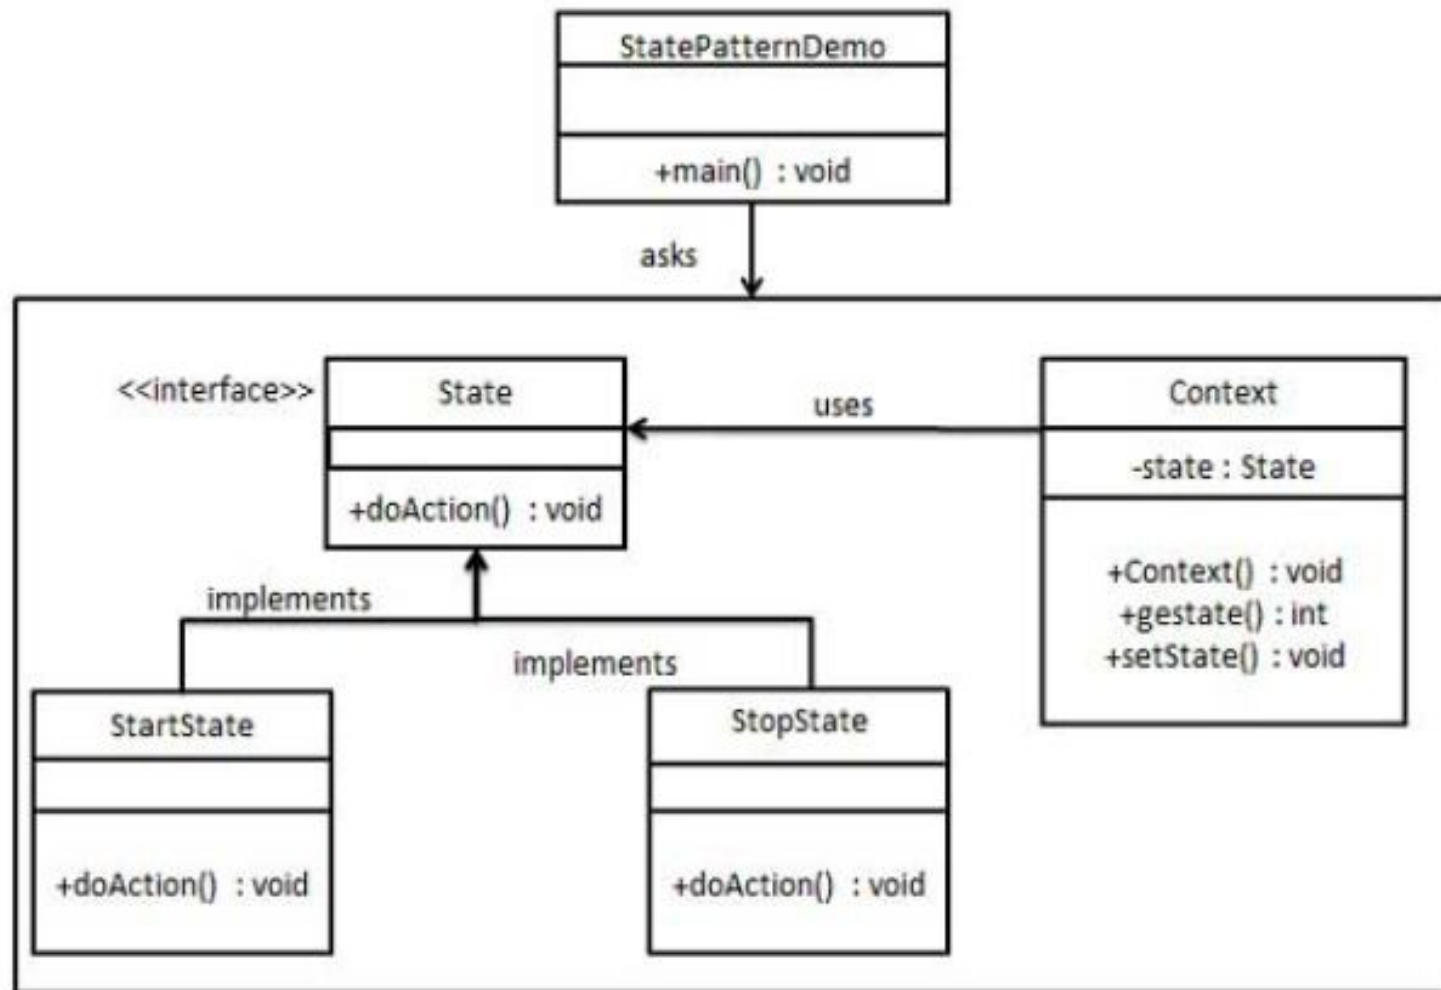 StatePatternDemo
+main() : void
asks
<<interface>>
State
+doAction() : void
uses
Context
-state : State
+Context() : void
+gestate() : int
+setState() : void
implements
implements
StartState
+doAction() : void
StopState
+doAction() : void